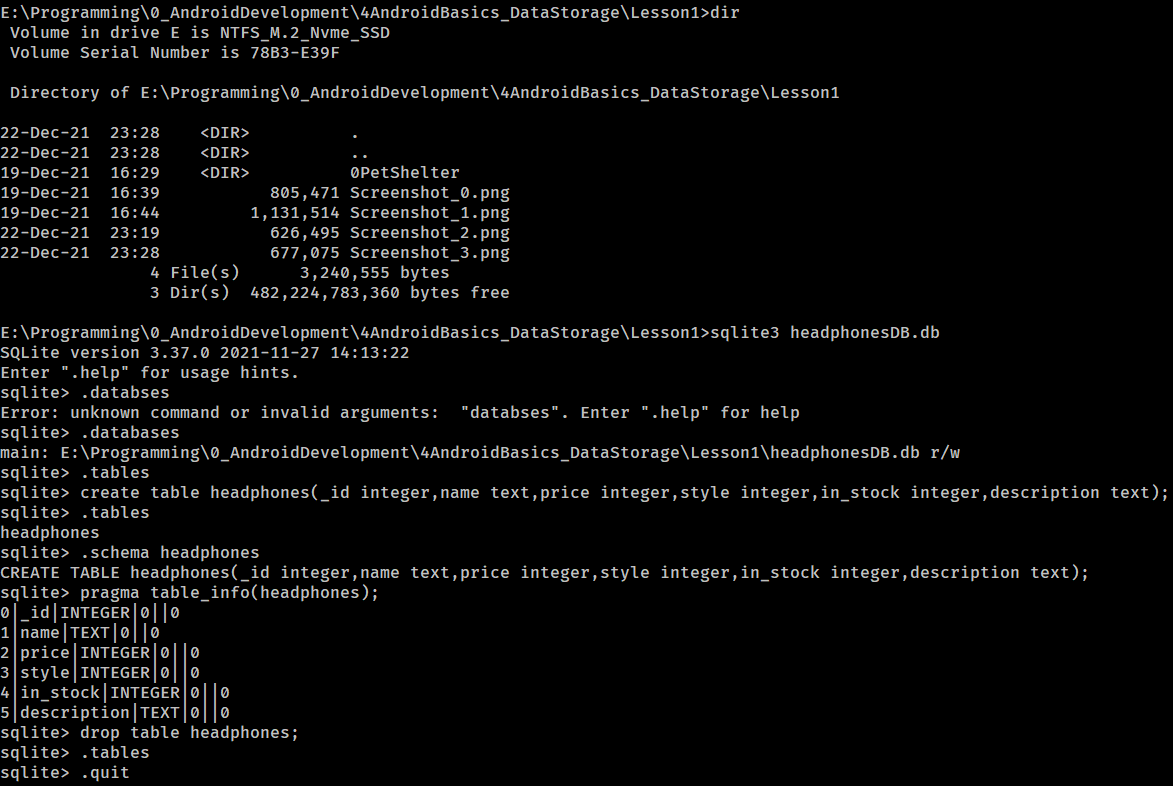 E:\Programming\0_AndroidDevelopment\4AndroidBasics_DataStorage\Lesson1>dir
 Volume in drive E is NTFS_M.2_Nvme_SSD
 Volume Serial Number is 78B3-E39F

 Directory of E:\Programming\0_AndroidDevelopment\4AndroidBasics_DataStorage\Lesson1

22-Dec-21  23:28    <DIR>          .
22-Dec-21  23:28    <DIR>          ..
19-Dec-21  16:29    <DIR>          0PetShelter
19-Dec-21  16:39           805,471 Screenshot_0.png
19-Dec-21  16:44         1,131,514 Screenshot_1.png
22-Dec-21  23:19           626,495 Screenshot_2.png
22-Dec-21  23:28           677,075 Screenshot_3.png
               4 File(s)      3,240,555 bytes
               3 Dir(s)  482,224,783,360 bytes free

E:\Programming\0_AndroidDevelopment\4AndroidBasics_DataStorage\Lesson1>sqlite3 headphonesDB.db
SQLite version 3.37.0 2021-11-27 14:13:22
Enter ".help" for usage hints.
sqlite> .databses
Error: unknown command or invalid arguments:  "databses". Enter ".help" for help
sqlite> .databases
main: E:\Programming\0_AndroidDevelopment\4AndroidBasics_DataStorage\Lesson1\headphonesDB.db r/w
sqlite> .tables
sqlite> create table headphones(_id integer,name text,price integer,style integer,in_stock integer,description text);
sqlite> .tables
headphones
sqlite> .schema headphones
CREATE TABLE headphones(_id integer,name text,price integer,style integer,in_stock integer,description text);
sqlite> pragma table_info(headphones);
0|_id|INTEGER|0||0
1|name|TEXT|0||0
2|price|INTEGER|0||0
3|style|INTEGER|0||0
4|in_stock|INTEGER|0||0
5|description|TEXT|0||0
sqlite> drop table headphones;
sqlite> .tables
sqlite> .quit